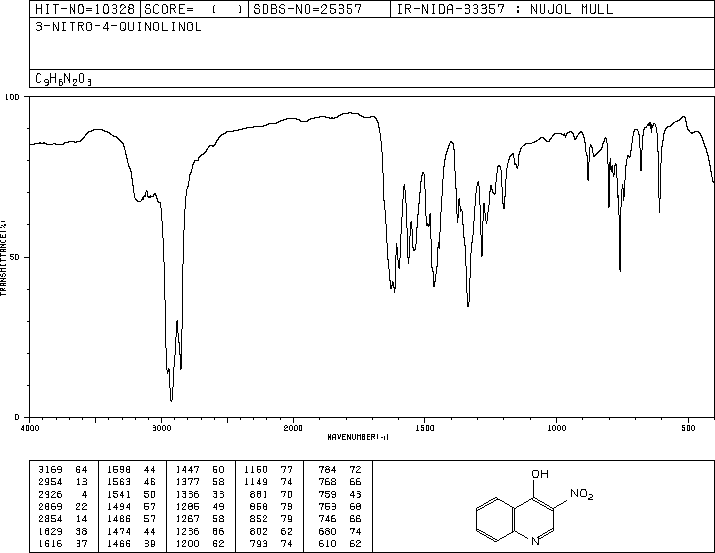 HIT-NO=10328 SCORE= ( ) SDBS-NO=25357 IR-NIDA-33357 : NUJOL MULL
3-NITRO-4-QUINOLINOL
C9H6N2O3
100
50
0
TRANSMITTANCE(%)
4000 3000 2000 1500 1000 500
WAVENUMBER(-1)
3169 64 1598 44 1447 60 1160 77 784 72
2954 13 1563 46 1377 58 1149 74 768 66
2926 4 1541 50 1336 33 881 70 759 43
2869 22 1494 57 1285 49 868 79 753 68
2854 14 1486 57 1267 58 852 79 746 66
1629 38 1474 44 1236 66 802 62 680 74
1616 37 1466 39 1200 62 793 74 610 62
OH
NO2
N